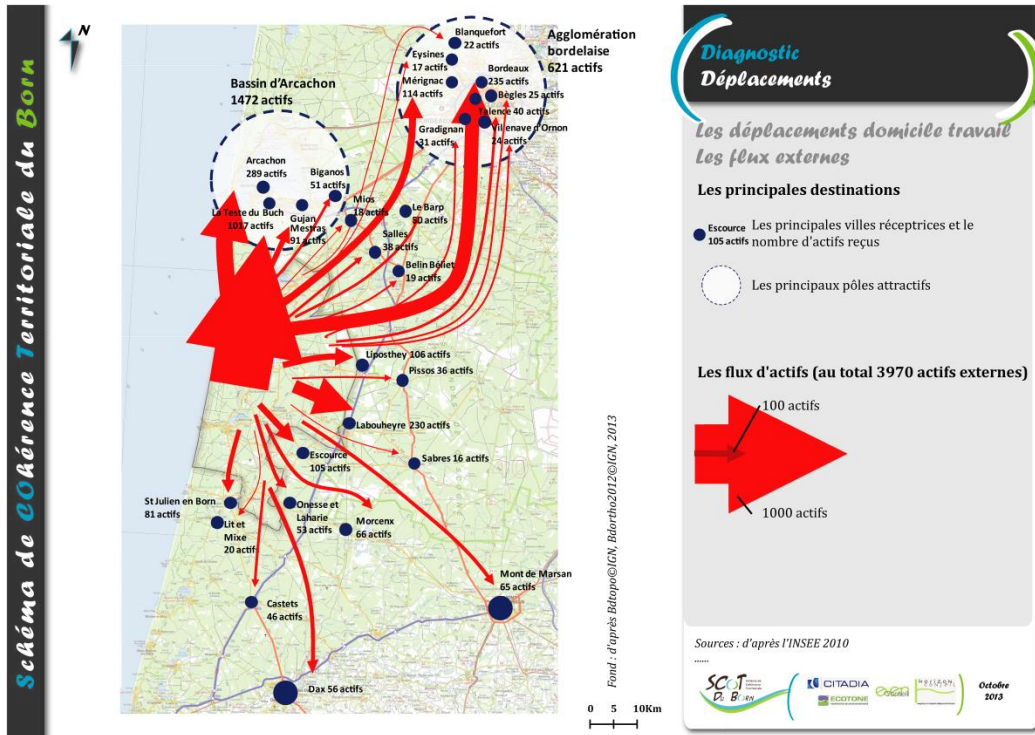 Schéma de COhérence Territoriale du Born
N
Bassin d'Arcachon
1472 actifs
Agglomération
bordelaise
621 actifs
Blanquefort
22 actifs
Eysines
17 actifs
Mérignac
114 actifs
Bordeaux
235 actifs
Bègles 25 actifs
Talence 40 actifs
Gradignan
31 actifs
Villenave d'Ornon
24 actifs
Arcachon
289 actifs
Biganos
51 actifs
La Teste du Buch
1017 actifs
Gujan
Mestras
91 actifs
Mios
18 actifs
Le Barp
50 actifs
Salles
38 actifs
Belin Béliet
19 actifs
Liposthey 106 actifs
Pissos 36 actifs
Labouheyre 230 actifs
Escource
105 actifs
Sabres 16 actifs
St Julien en Born
81 actifs
Lit et
Mixe
20 actifs
Onesse et
Laharie
53 actifs
Morcenx
66 actifs
Mont de Marsan
65 actifs
Castets
46 actifs
Dax 56 actifs
Fond : d'après Bdtopo©IGN, Bdortho2012©IGN, 2013
0 5 10Km
Diagnostic
Déplacements
Les déplacements domicile travail
Les flux externes
Les principales destinations
Escource
105 actifs
Les principales villes réceptrices et le
nombre d'actifs reçus
Les principaux pôles attractifs
Les flux d'actifs (au total 3970 actifs externes)
100 actifs
1000 actifs
Sources : d'après l'INSEE 2010
......
SCOT
DU BORN
CITADIA
ECOTONE
Octobre
2013